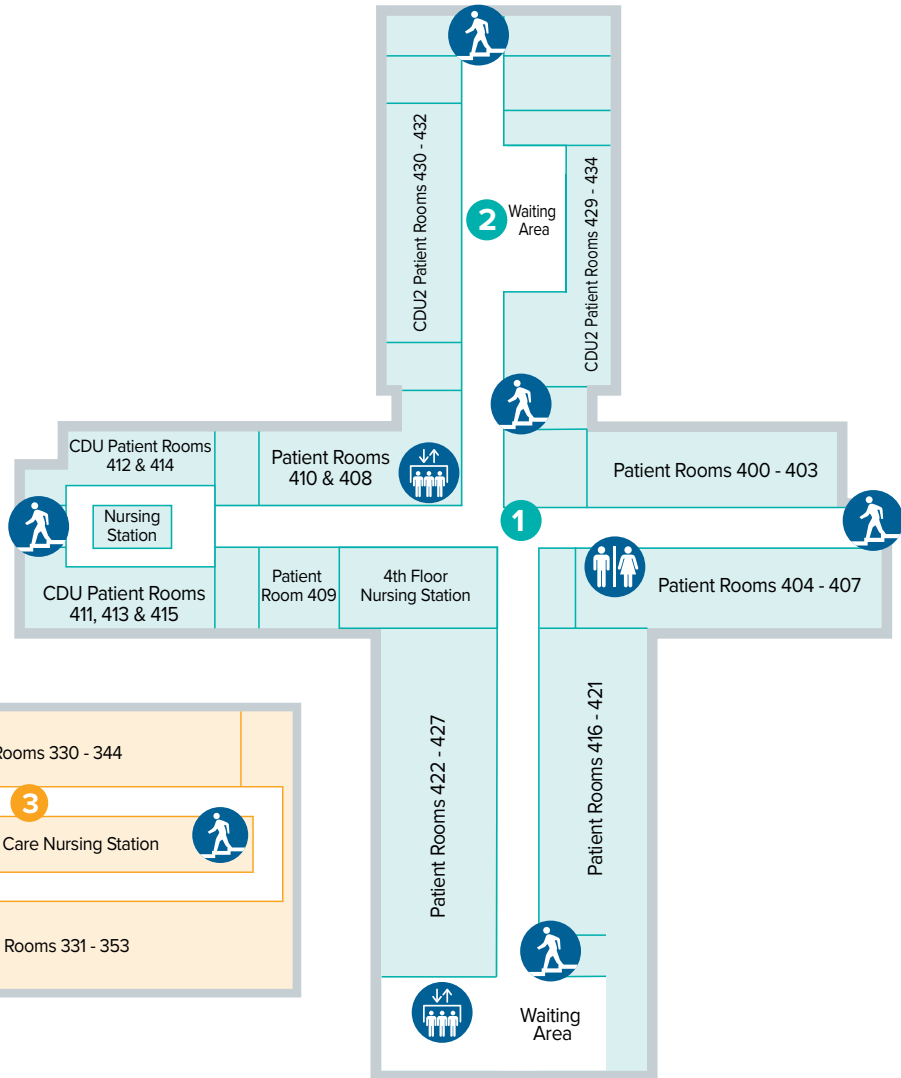 CDU2 Patient Rooms 430 - 432
2
Waiting
Area
CDU2 Patient Rooms 429 - 434
CDU Patient Rooms
412 & 414
Patient Rooms
410 & 408
Patient Rooms 400 - 403
Nursing
Station
1
CDU Patient Rooms
411, 413 & 415
Patient
Room 409
4th Floor
Nursing Station
Patient Rooms 404 - 407
Patient Rooms 422 - 427
Patient Rooms 416 - 421
Rooms 330 - 344
3
Care Nursing Station
Rooms 331 - 353
Waiting
Area